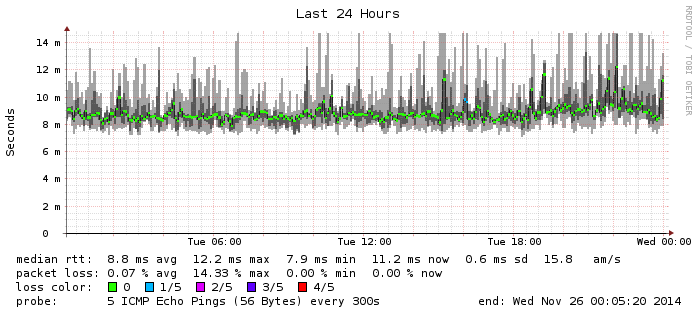 Last 24 Hours
RRDTOOL / TOBI OETIKER
Seconds
14 m
12 m
10 m
8 m
6 m
4 m
2 m
0
Tue 06:00 Tue 12:00 Tue 18:00 Wed 00:00
median rtt: 8.8 ms avg 12.2 ms max 7.9 ms min 11.2 ms now 0.6 ms sd 15.8 am/s
packet loss: 0.07 % avg 14.33 % max 0.00 % min 0.00 % now
loss color: 0 1/5 2/5 3/5 4/5
probe: 5 ICMP Echo Pings (56 Bytes) every 300s end: Wed Nov 26 00:05:20 2014